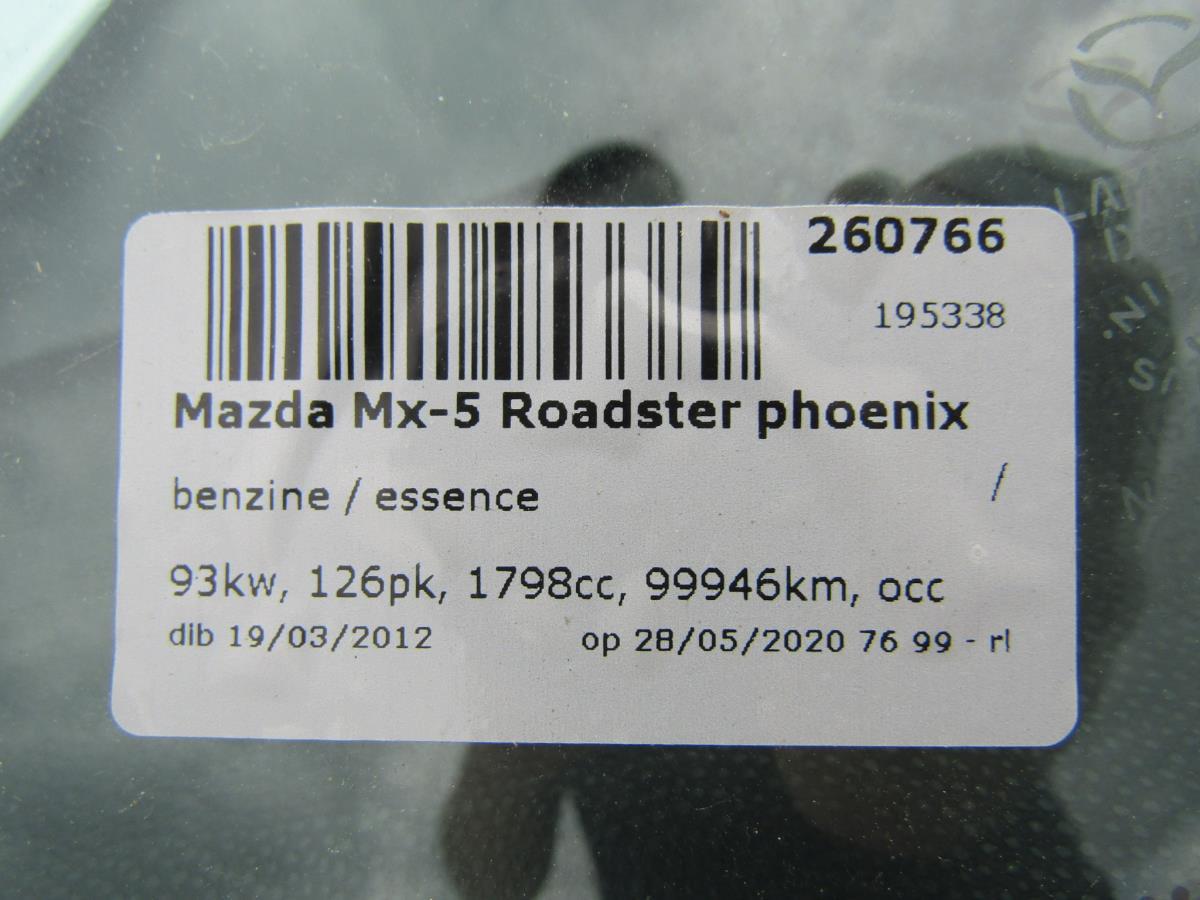 260766
195338
Mazda Mx-5 Roadster phoenix
benzine / essence /
93kw, 126pk, 1798cc, 99946km, occ
dib 19/03/2012 op 28/05/2020 76 99 - rl